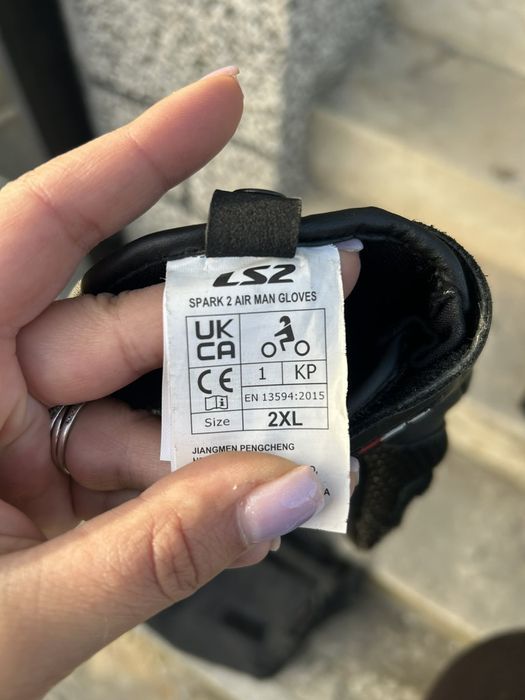 LS2
SPARK 2 AIR MAN GLOVES
UK
CA
CE
1 KP
EN 13594:2015
Size 2XL
JIANGMEN PENGCHENG